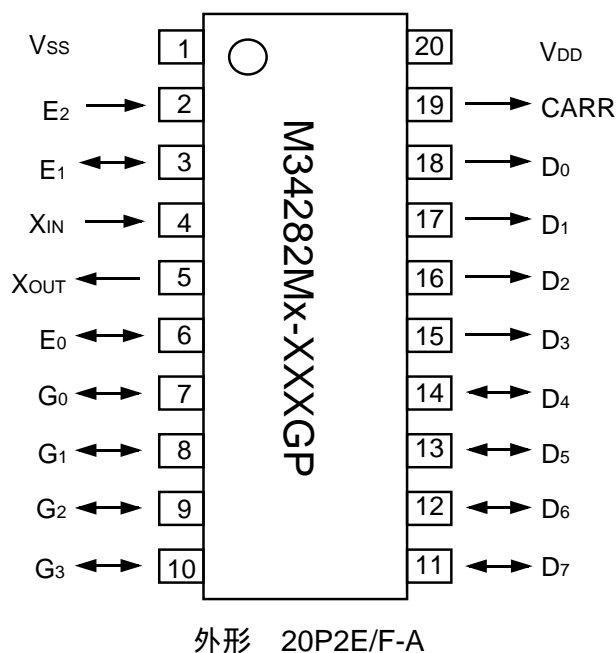 VSS 1 20 VDD
E2 2 19 CARR
E1 3 18 D0
XIN 4 17 D1
XOUT 5 16 D2
E0 6 15 D3
G0 7 14 D4
G1 8 13 D5
G2 9 12 D6
G3 10 11 D7
M34282Mx-XXXGP
外形 20P2E/F-A